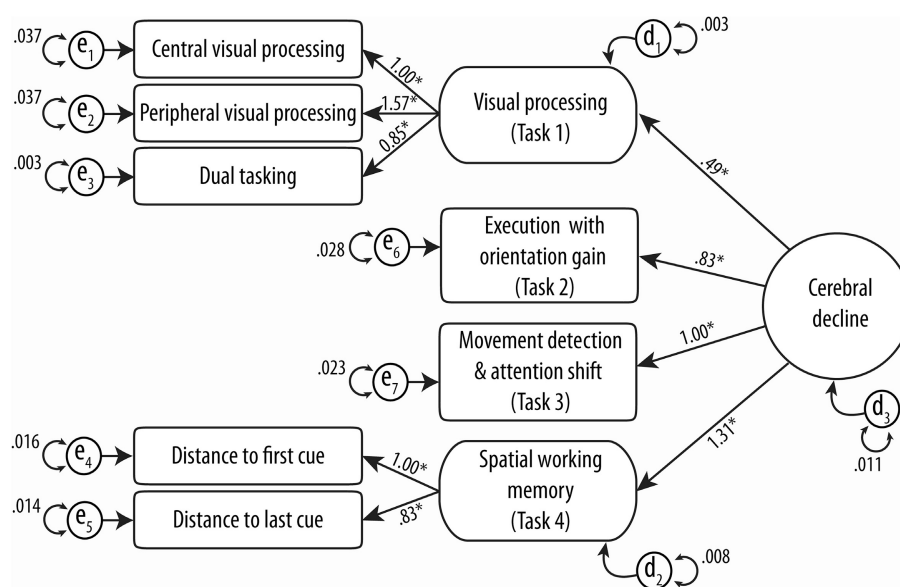 .037
e1
Central visual processing
1.00*
.037
e2
Peripheral visual processing
1.57*
.003
e3
Dual tasking
0.85*
Visual processing
(Task 1)
d1
.003
.49*
.028
e6
Execution with
orientation gain
(Task 2)
.83*
Cerebral
decline
.023
e7
Movement detection
& attention shift
(Task 3)
1.00*
d3
.011
1.31*
.016
e4
Distance to first cue
1.00*
.014
e5
Distance to last cue
.83*
Spatial working
memory
(Task 4)
d2
.008